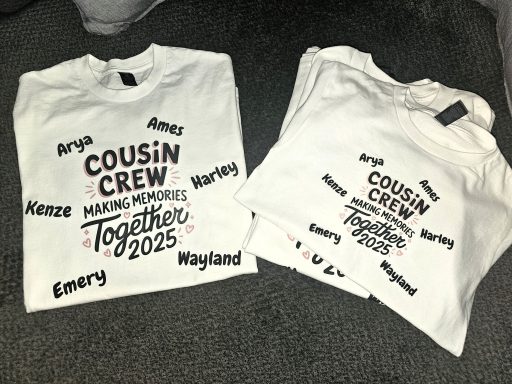 Arya
Ames
COUSiN
CREW
Kenze
Harley
MAKING MEMORIES
Together
2025
Emery
Wayland
Arya
Ames
COUSiN
CREW
Kenze
Harley
MAKING MEMORIES
Together
2025
Emery
Wayland